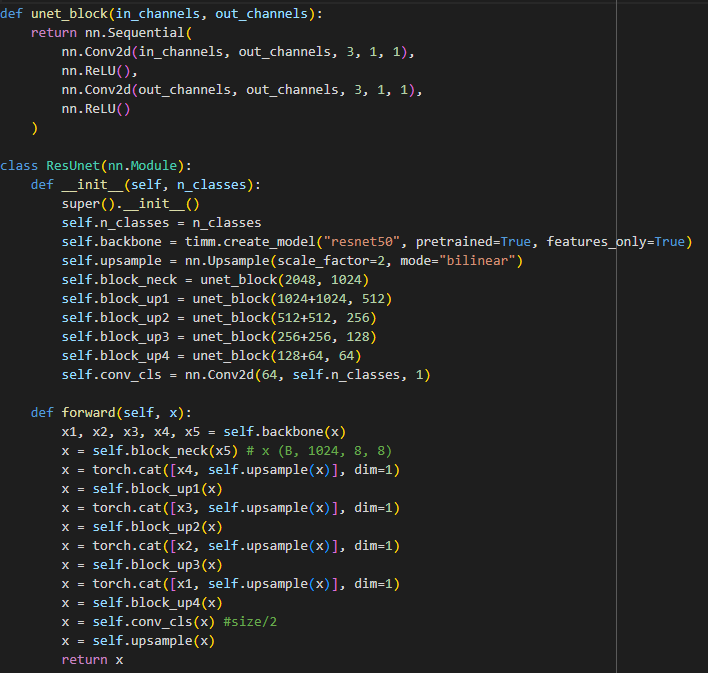 def unet_block(in_channels, out_channels):
    return nn.Sequential(
        nn.Conv2d(in_channels, out_channels, 3, 1, 1),
        nn.ReLU(),
        nn.Conv2d(out_channels, out_channels, 3, 1, 1),
        nn.ReLU()
    )

class ResUnet(nn.Module):
    def __init__(self, n_classes):
        super().__init__()
        self.n_classes = n_classes
        self.backbone = timm.create_model("resnet50", pretrained=True, features_only=True)
        self.upsample = nn.Upsample(scale_factor=2, mode="bilinear")
        self.block_neck = unet_block(2048, 1024)
        self.block_up1 = unet_block(1024+1024, 512)
        self.block_up2 = unet_block(512+512, 256)
        self.block_up3 = unet_block(256+256, 128)
        self.block_up4 = unet_block(128+64, 64)
        self.conv_cls = nn.Conv2d(64, self.n_classes, 1)

    def forward(self, x):
        x1, x2, x3, x4, x5 = self.backbone(x)
        x = self.block_neck(x5) # x (B, 1024, 8, 8)
        x = torch.cat([x4, self.upsample(x)], dim=1)
        x = self.block_up1(x)
        x = torch.cat([x3, self.upsample(x)], dim=1)
        x = self.block_up2(x)
        x = torch.cat([x2, self.upsample(x)], dim=1)
        x = self.block_up3(x)
        x = torch.cat([x1, self.upsample(x)], dim=1)
        x = self.block_up4(x)
        x = self.conv_cls(x) #size/2
        x = self.upsample(x)
        return x